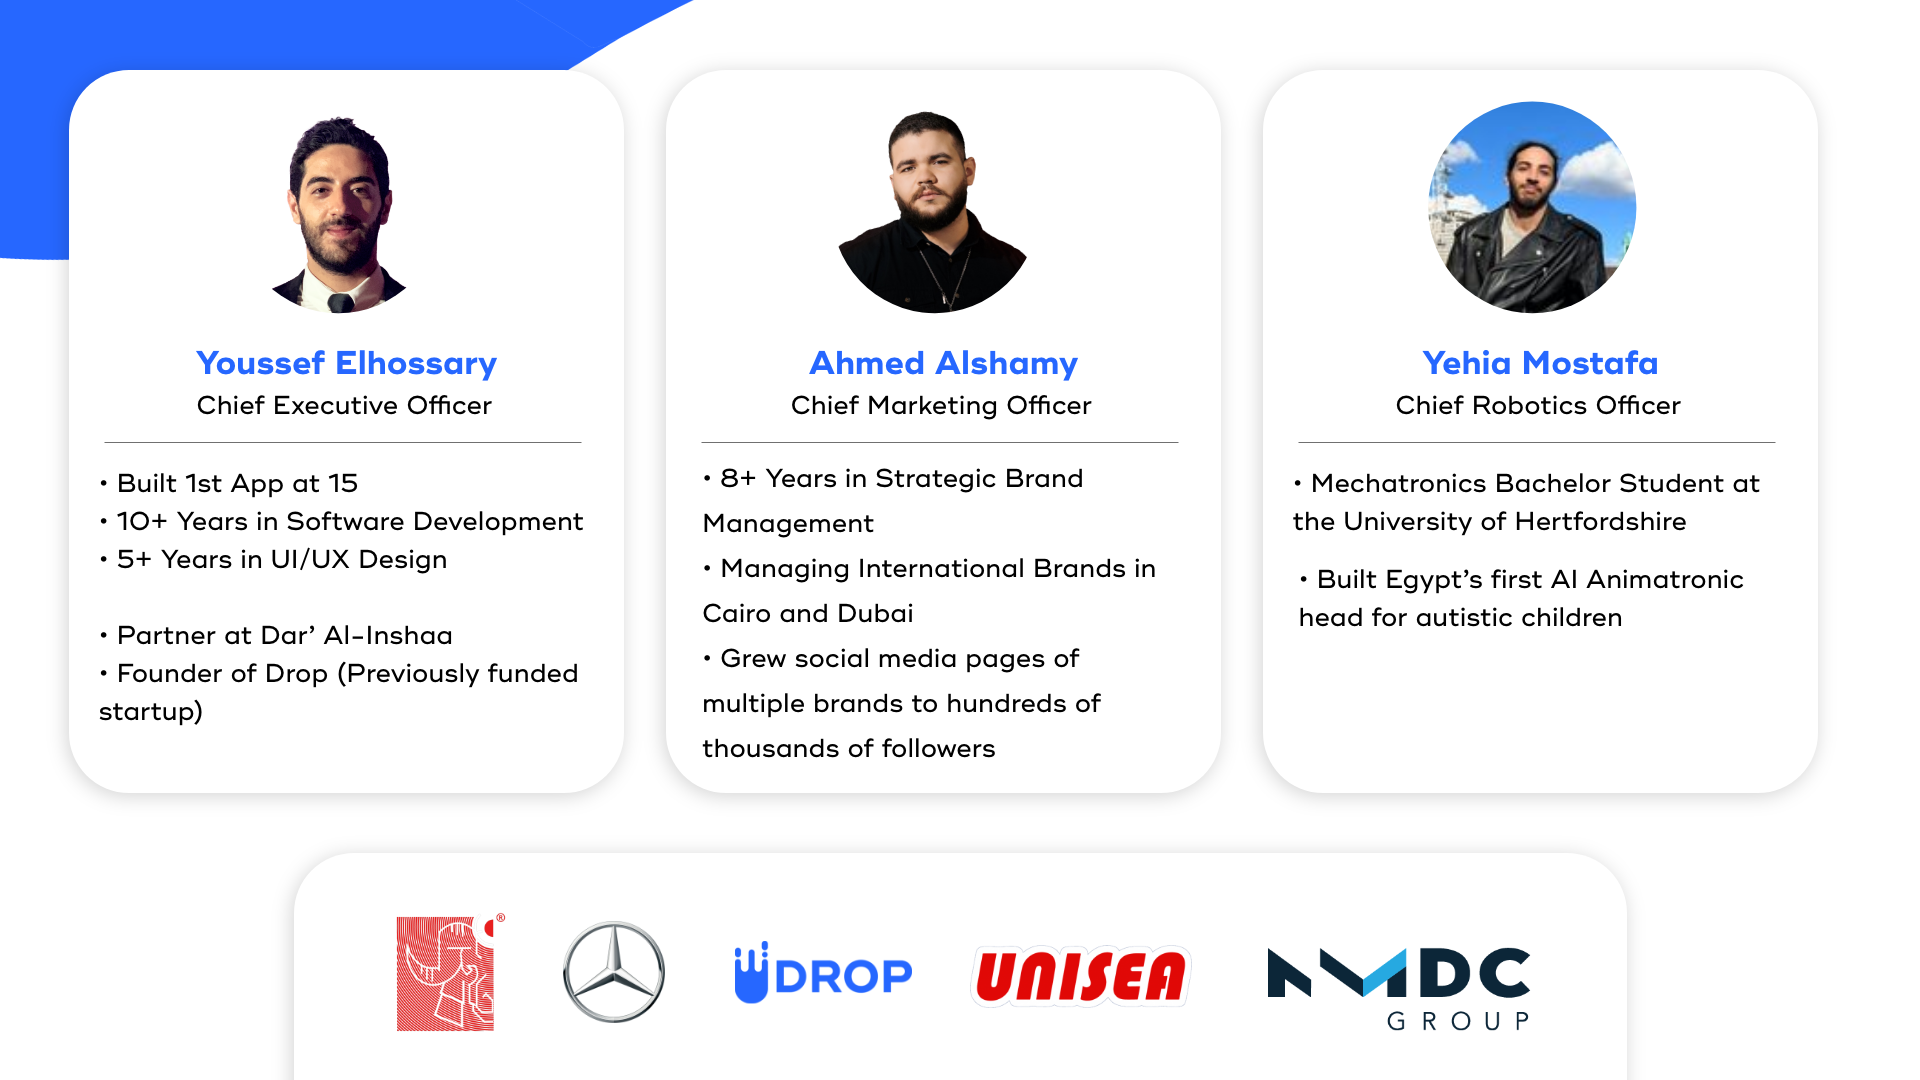 Youssef Elhossary
Chief Executive Officer
• Built 1st App at 15
• 10+ Years in Software Development
• 5+ Years in UI/UX Design
• Partner at Dar’ Al-Inshaa
• Founder of Drop (Previously funded
startup)
Ahmed Alshamy
Chief Marketing Officer
• 8+ Years in Strategic Brand
Management
• Managing International Brands in
Cairo and Dubai
• Grew social media pages of
multiple brands to hundreds of
thousands of followers
Yehia Mostafa
Chief Robotics Officer
• Mechatronics Bachelor Student at
the University of Hertfordshire
• Built Egypt’s first AI Animatronic
head for autistic children
®
DROP
UNISEA
NMDC
GROUP